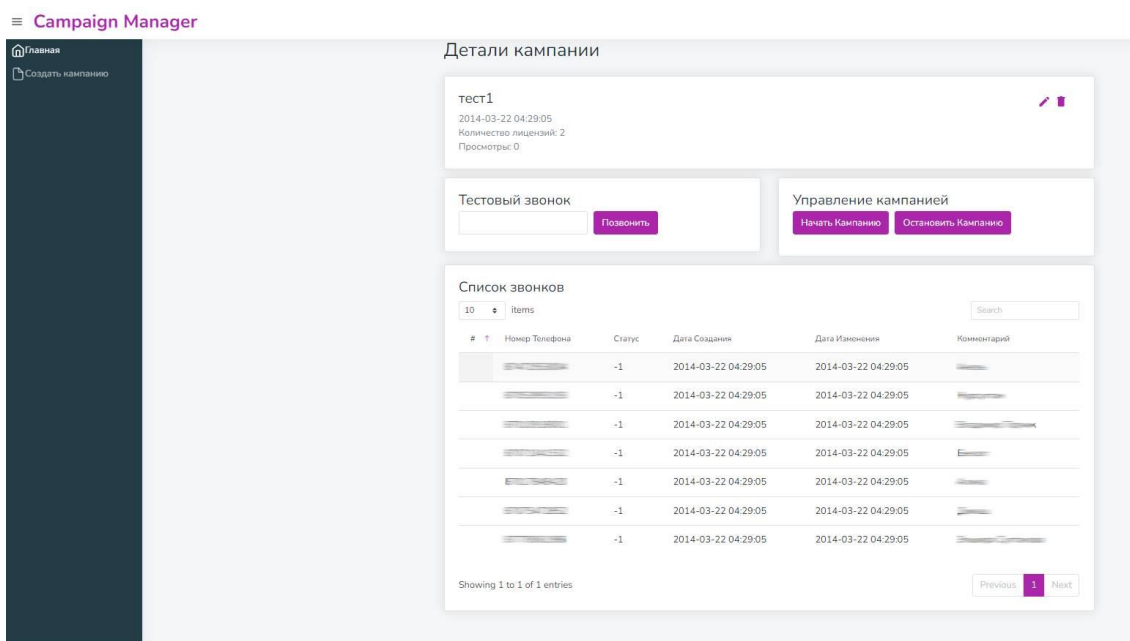 Campaign Manager
Главная
Создать кампанию
Детали кампании
тест1
2014-03-22 04:29:05
Количество лицензий: 2
Просмотры: 0
Тестовый звонок
Позвонить
Управление кампанией
Начать Кампанию Остановить Кампанию
Список звонков
10 items Search
# ↑ Номер Телефона Статус Дата Создания Дата Изменения Комментарий
-1 2014-03-22 04:29:05 2014-03-22 04:29:05
-1 2014-03-22 04:29:05 2014-03-22 04:29:05
-1 2014-03-22 04:29:05 2014-03-22 04:29:05
-1 2014-03-22 04:29:05 2014-03-22 04:29:05
-1 2014-03-22 04:29:05 2014-03-22 04:29:05
-1 2014-03-22 04:29:05 2014-03-22 04:29:05
-1 2014-03-22 04:29:05 2014-03-22 04:29:05
Showing 1 to 1 of 1 entries Previous 1 Next